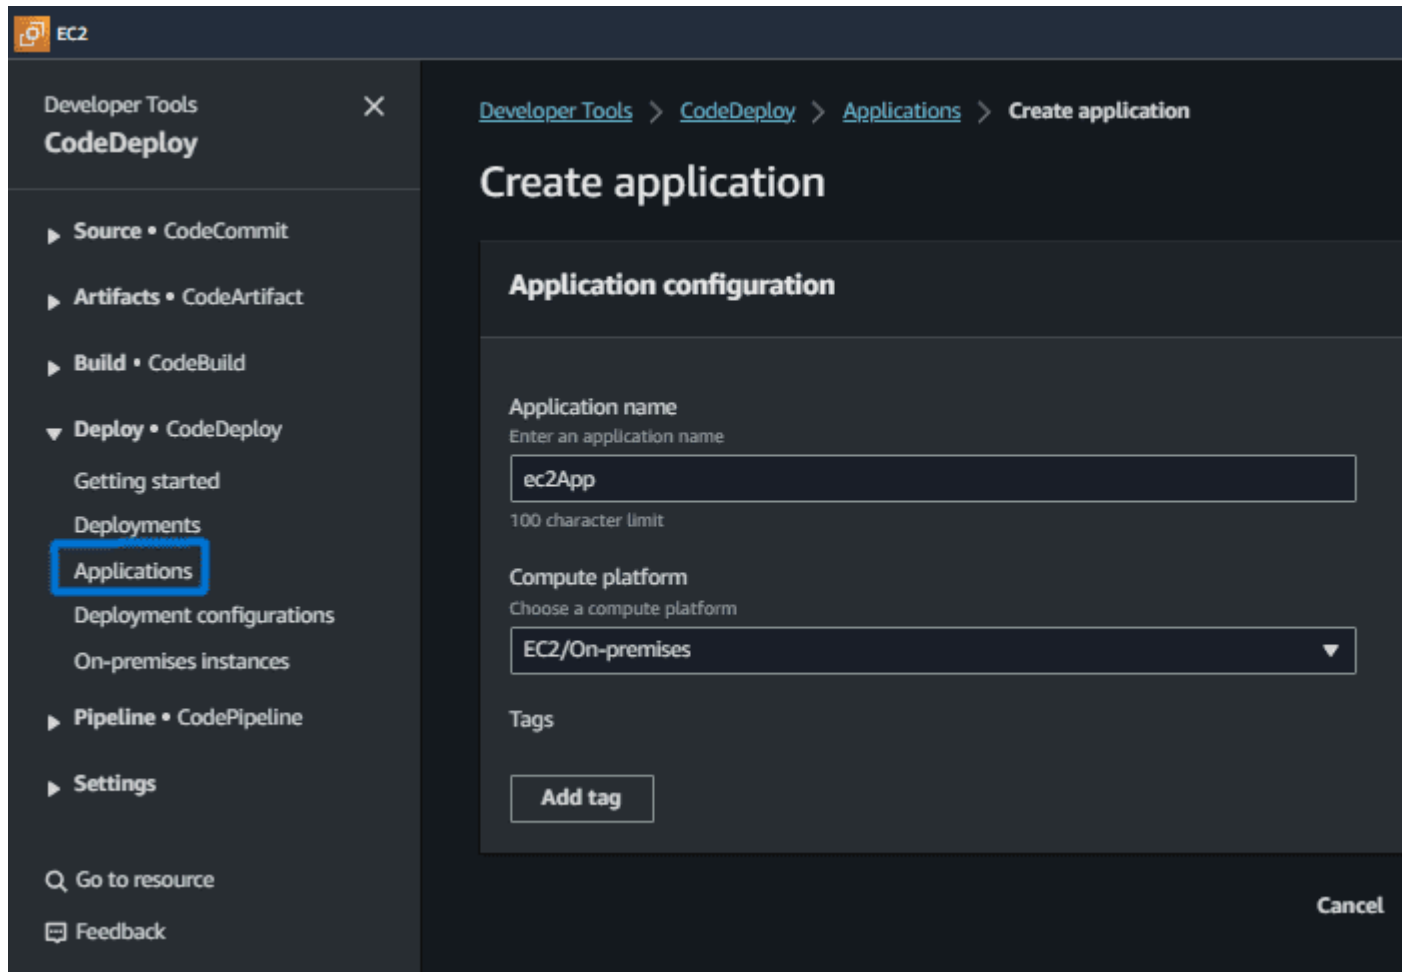 EC2
Developer Tools
CodeDeploy
Source • CodeCommit
Artifacts • CodeArtifact
Build • CodeBuild
Deploy • CodeDeploy
Getting started
Deployments
Applications
Deployment configurations
On-premises instances
Pipeline • CodePipeline
Settings
Go to resource
Feedback
Developer Tools > CodeDeploy > Applications > Create application
Create application
Application configuration
Application name
Enter an application name
ec2App
100 character limit
Compute platform
Choose a compute platform
EC2/On-premises
Tags
Add tag
Cancel